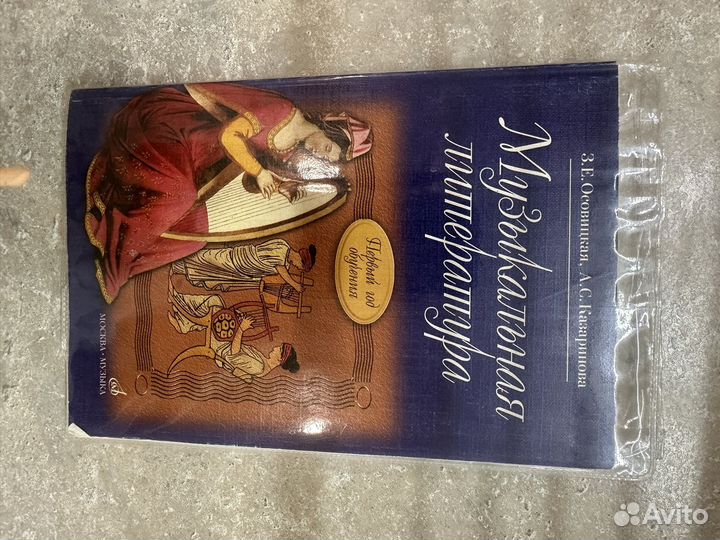 З.Е.Осовицкая, А.С.Казаринова
Музыкальная
литература
Первый год
обучения
МОСКВА • МУЗЫКА
Avito